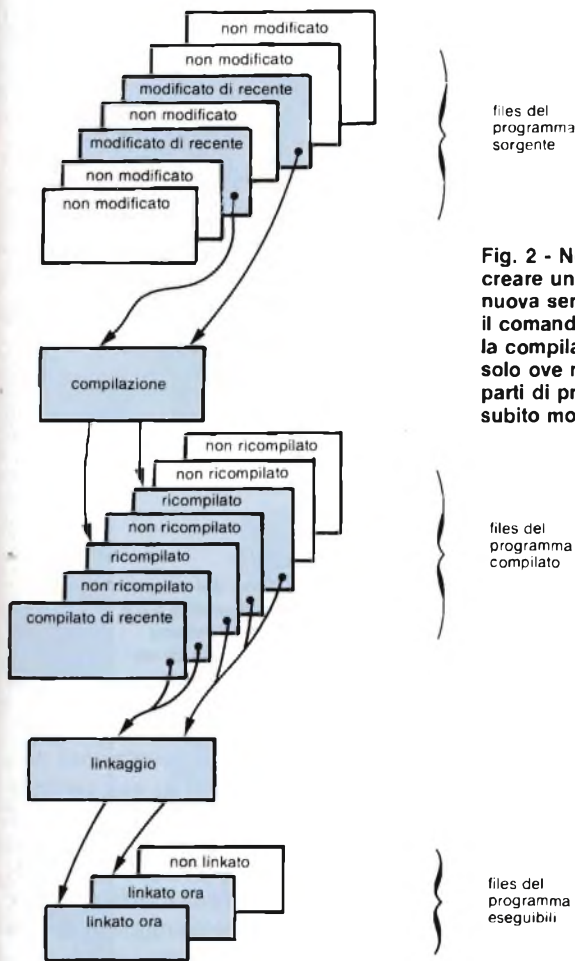 non modificato
non modificato
modificato di recente
non modificato
modificato di recente
non modificato
non modificato
files del
programma
sorgente
Fig. 2 - N
creare un
nuova ser
il comand
la compila
solo ove n
parti di pr
subito mo
compilazione
non ricompilato
non ricompilato
ricompilato
non ricompilato
ricompilato
non ricompilato
compilato di recente
files del
programma
compilato
linkaggio
non linkato
linkato ora
linkato ora
files del
programma
eseguibili